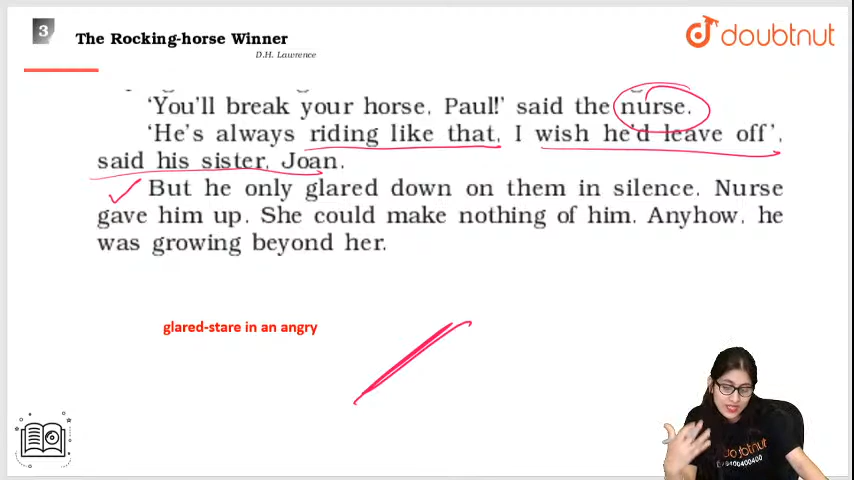 3
The Rocking-horse Winner
D.H. Lawrence
doubtnut
'You'll break your horse, Paul!' said the nurse.
'He's always riding like that, I wish he'd leave off',
said his sister, Joan.
But he only glared down on them in silence. Nurse
gave him up. She could make nothing of him. Anyhow, he
was growing beyond her.
glared-stare in an angry
doubtnut
8400400400